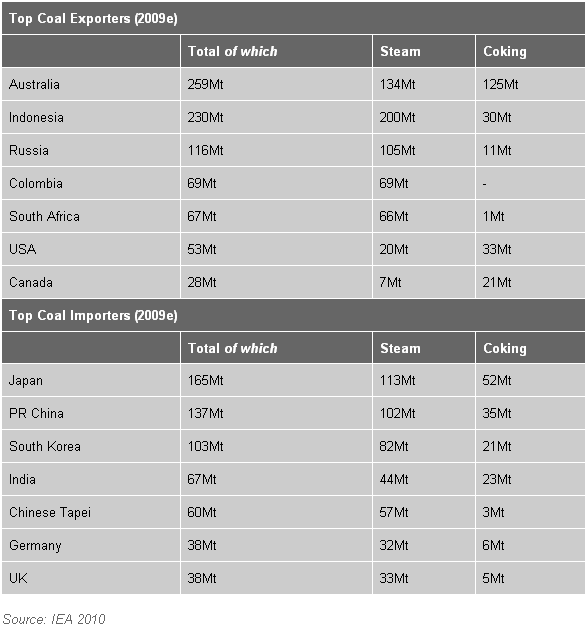 Top Coal Exporters (2009e)
Total of which Steam Coking
Australia 259Mt 134Mt 125Mt
Indonesia 230Mt 200Mt 30Mt
Russia 116Mt 105Mt 11Mt
Colombia 69Mt 69Mt -
South Africa 67Mt 66Mt 1Mt
USA 53Mt 20Mt 33Mt
Canada 28Mt 7Mt 21Mt
Top Coal Importers (2009e)
Total of which Steam Coking
Japan 165Mt 113Mt 52Mt
PR China 137Mt 102Mt 35Mt
South Korea 103Mt 82Mt 21Mt
India 67Mt 44Mt 23Mt
Chinese Tapei 60Mt 57Mt 3Mt
Germany 38Mt 32Mt 6Mt
UK 38Mt 33Mt 5Mt
Source: IEA 2010